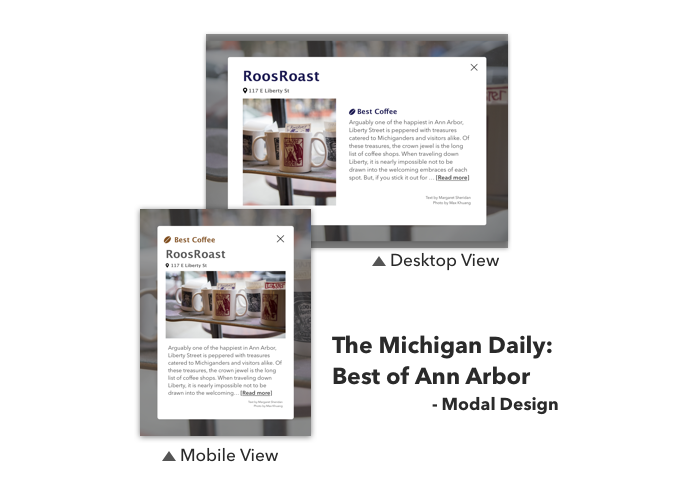 RoosRoast
117 E Liberty St
Best Coffee
Arguably one of the happiest in Ann Arbor,
Liberty Street is peppered with treasures
catered to Michiganders and visitors alike. Of
these treasures, the crown jewel is the long
list of coffee shops. When traveling down
Liberty, it is nearly impossible not to be
drawn into the welcoming embraces of each
spot. But, if you stick it out for ... [Read more]
Text by Margaret Sheridan
Photo by Max Khuang
▲ Desktop View
Best Coffee
RoosRoast
117 E Liberty St
Arguably one of the happiest in Ann Arbor,
Liberty Street is peppered with treasures
catered to Michiganders and visitors alike. Of
these treasures, the crown jewel is the long
list of coffee shops. When traveling down
Liberty, it is nearly impossible not to be
drawn into the welcoming... [Read more]
Text by Margaret Sheridan
Photo by Max Khuang
▲ Mobile View
The Michigan Daily:
Best of Ann Arbor
- Modal Design